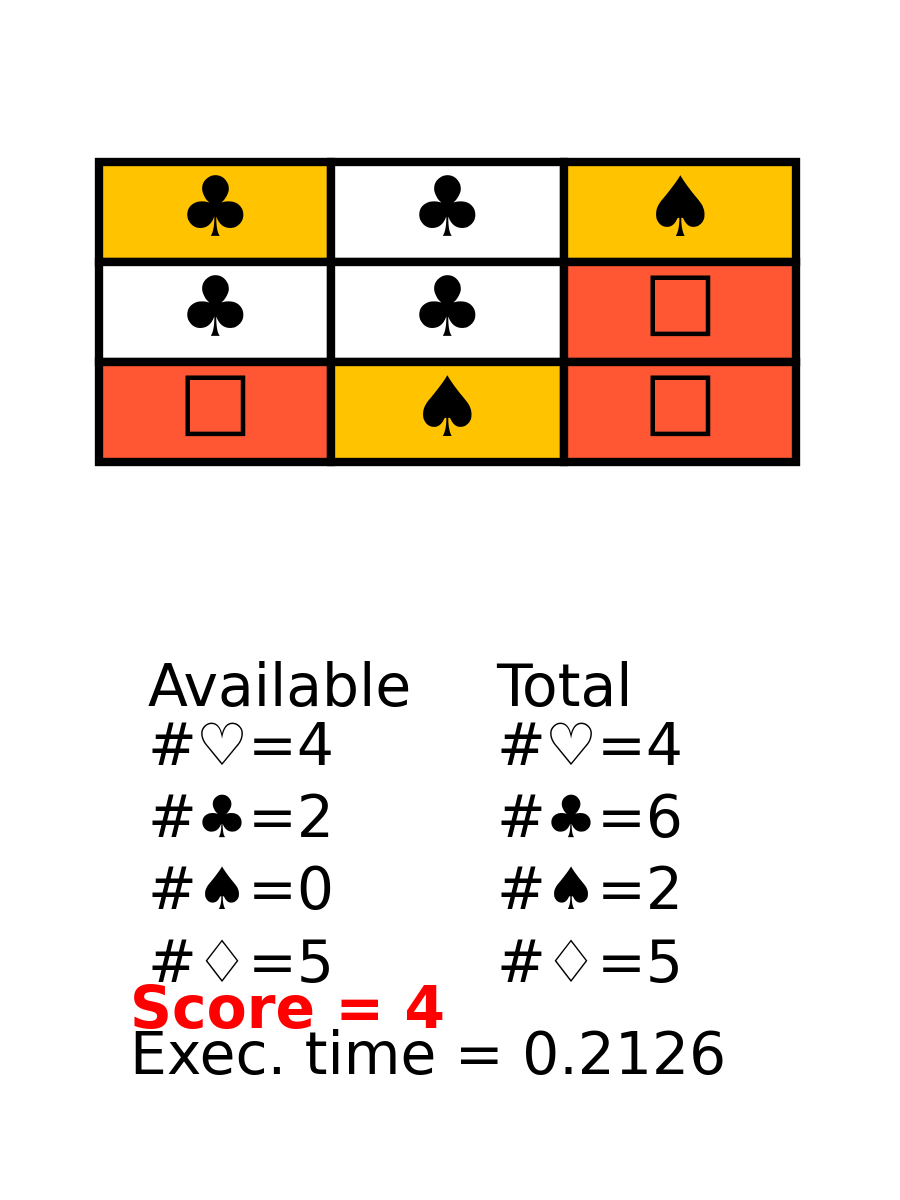 ♣ ♣ ♠
♣ ♣ □
□ ♠ □
Available Total
#♡=4 #♡=4
#♣=2 #♣=6
#♠=0 #♠=2
#♢=5 #♢=5
Score = 4
Exec. time = 0.2126